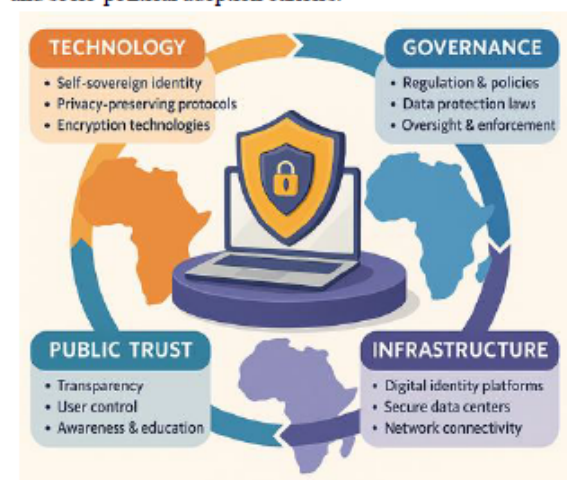 TECHNOLOGY
• Self-sovereign identity
• Privacy-preserving protocols
• Encryption technologies
GOVERNANCE
• Regulation & policies
• Data protection laws
• Oversight & enforcement
PUBLIC TRUST
• Transparency
• User control
• Awareness & education
INFRASTRUCTURE
• Digital identity platforms
• Secure data centers
• Network connectivity